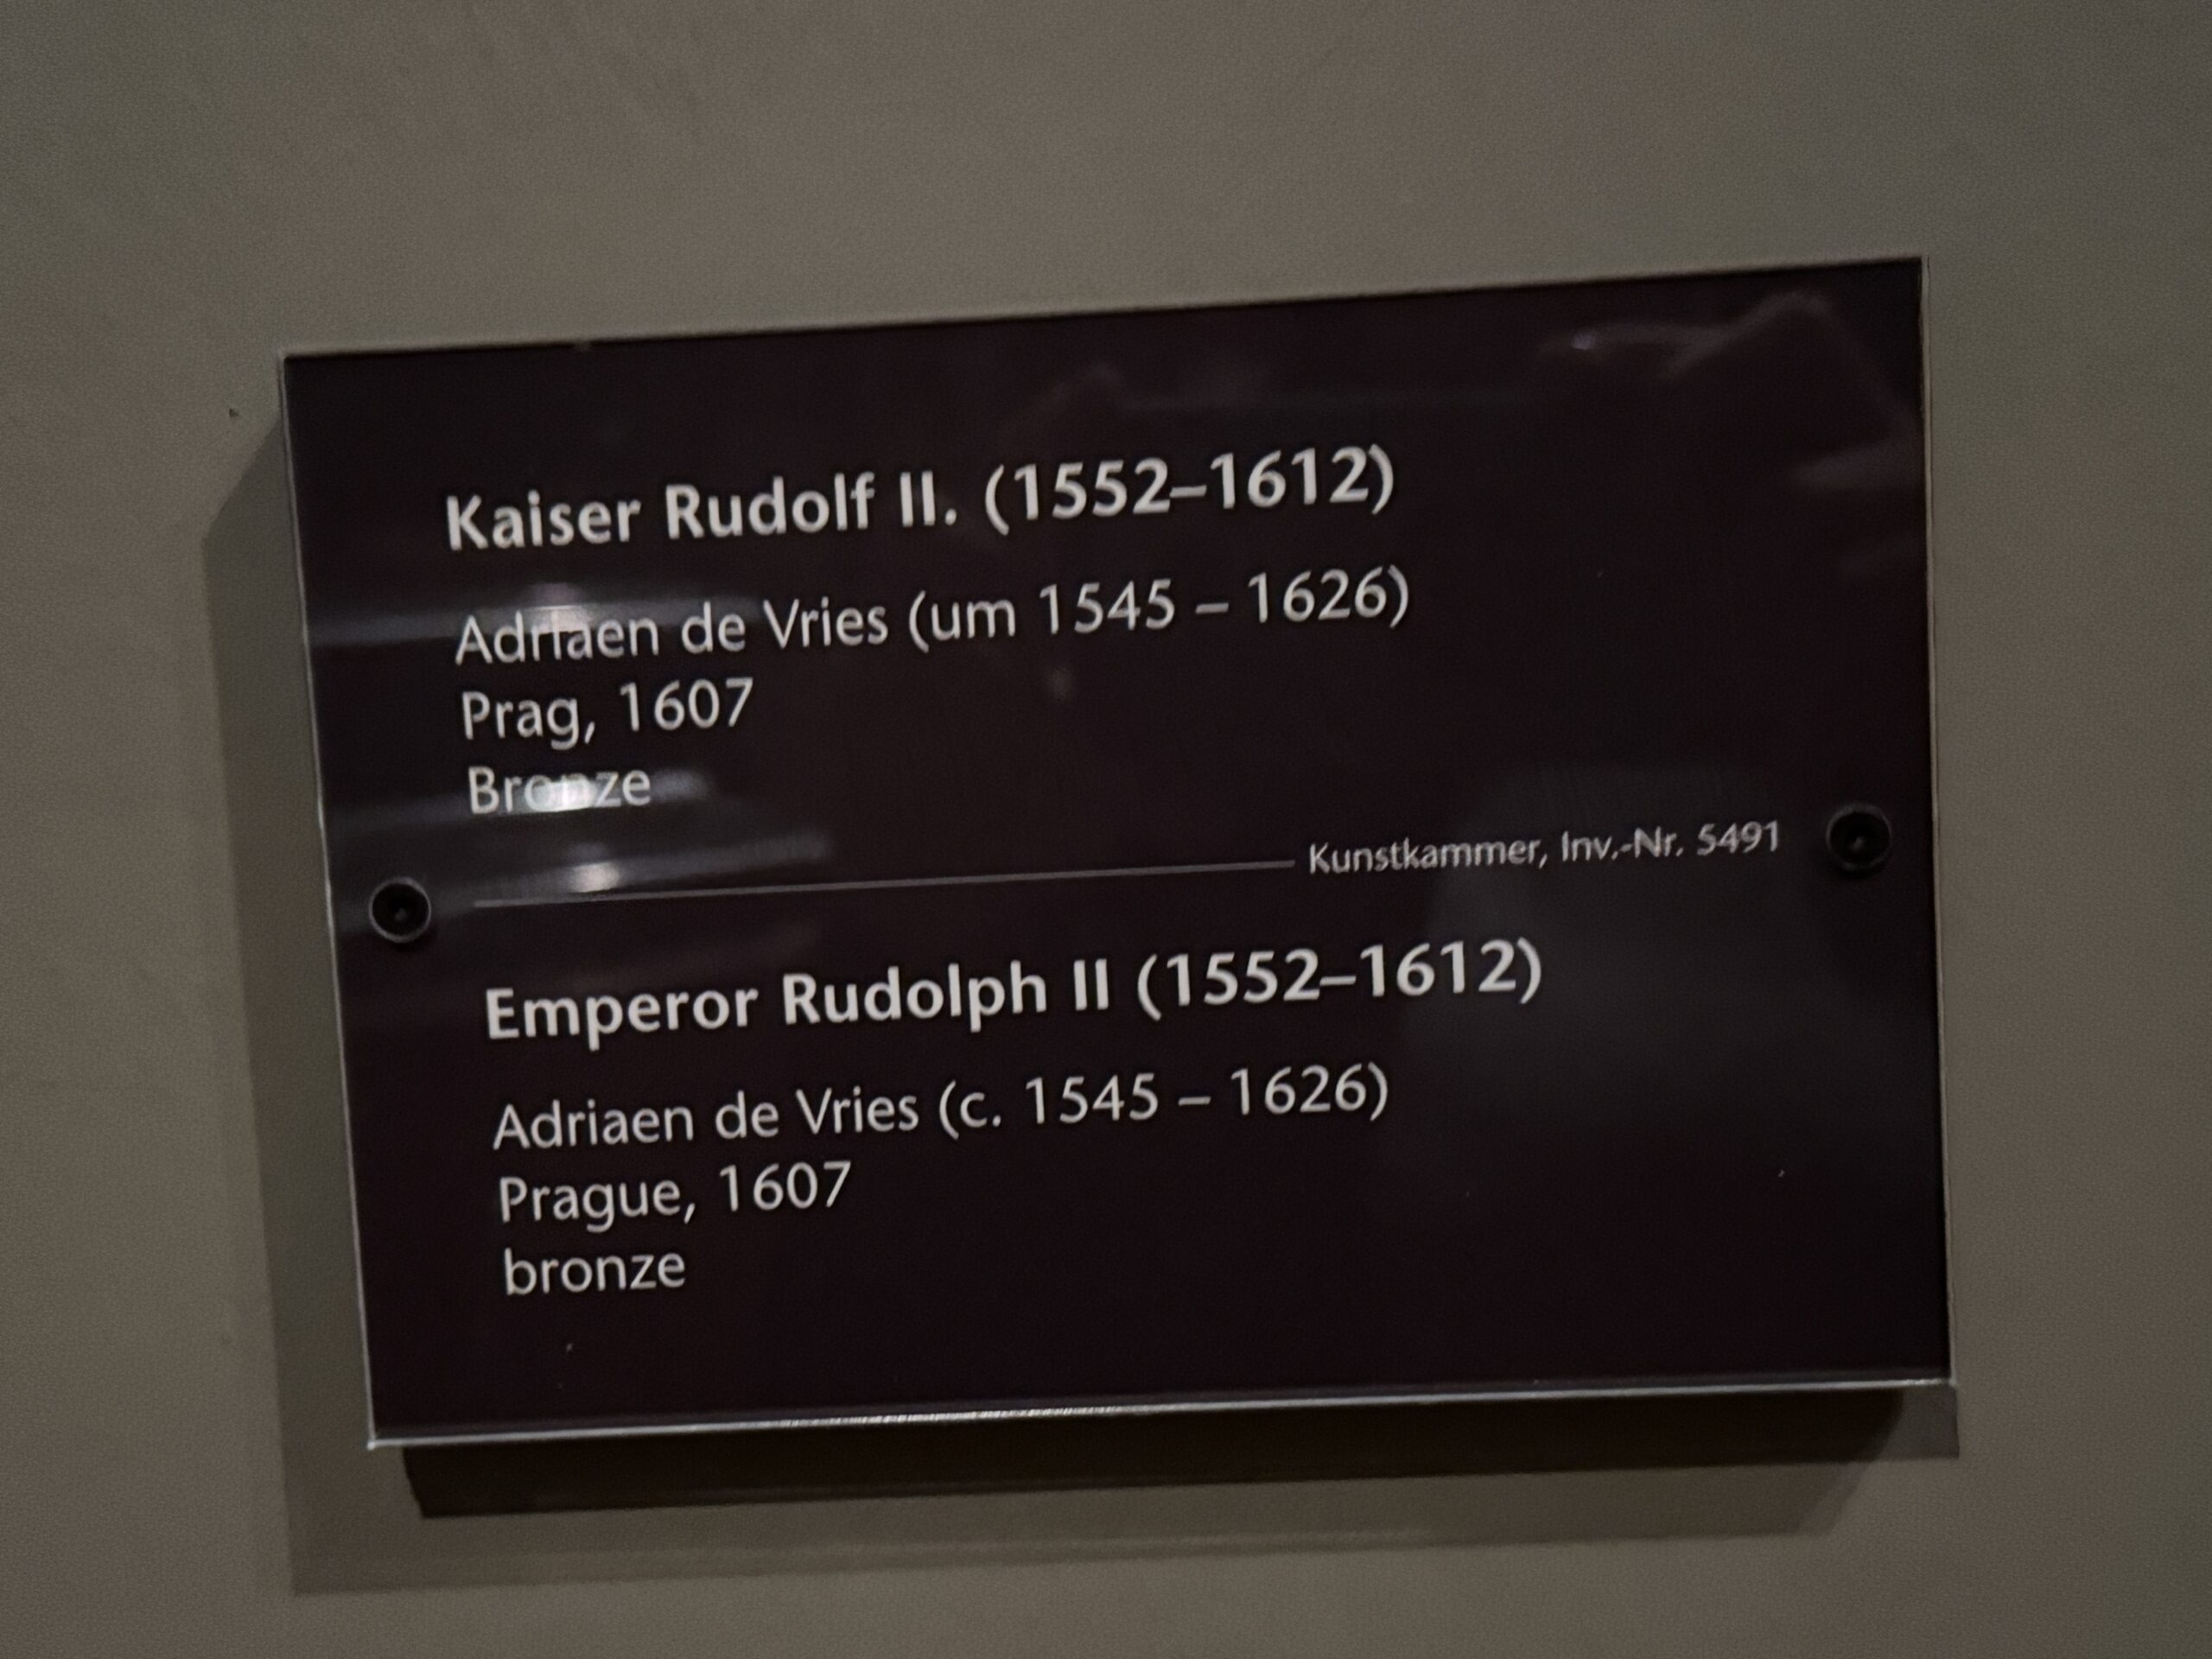 Kaiser Rudolf II. (1552–1612)
Adriaen de Vries (um 1545 – 1626)
Prag, 1607
Bronze
Kunstkammer, Inv.-Nr. 5491
Emperor Rudolph II (1552–1612)
Adriaen de Vries (c. 1545 – 1626)
Prague, 1607
bronze